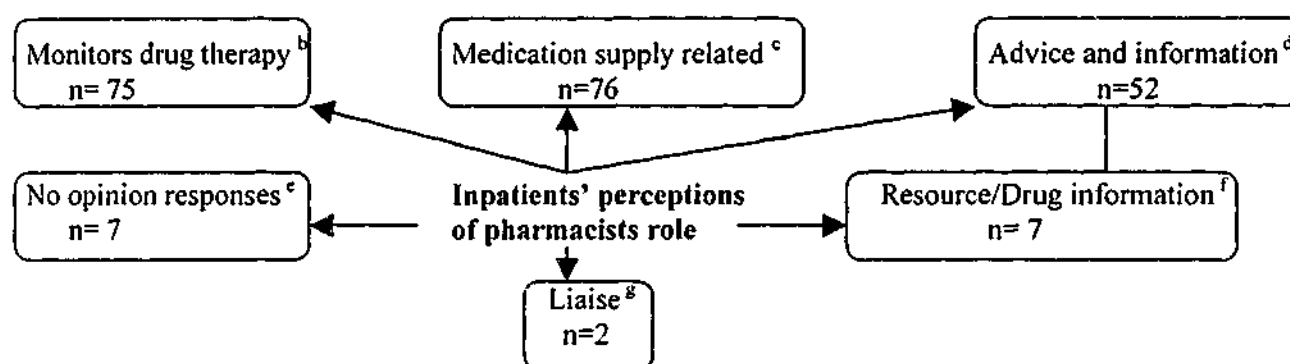 Monitors drug therapy b
n= 75
Medication supply related c
n=76
Advice and information d
n=52
No opinion responses e
n= 7
Inpatients' perceptions
of pharmacists role
Resource/Drug information f
n= 7
Liaise g
n=2